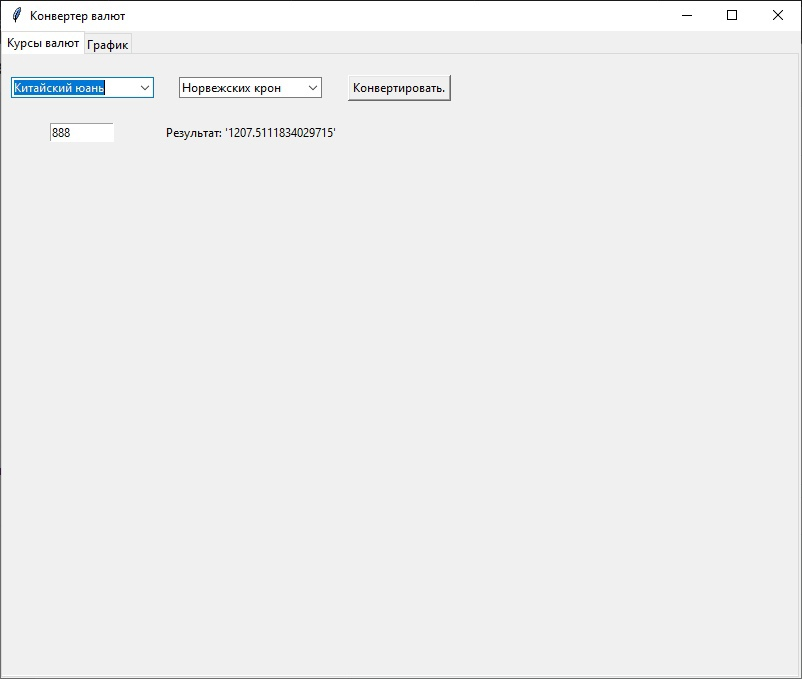 Конвертер валют
Курсы валют График
Китайский юань Норвежских крон Конвертировать.
888 Результат: '1207.5111834029715'